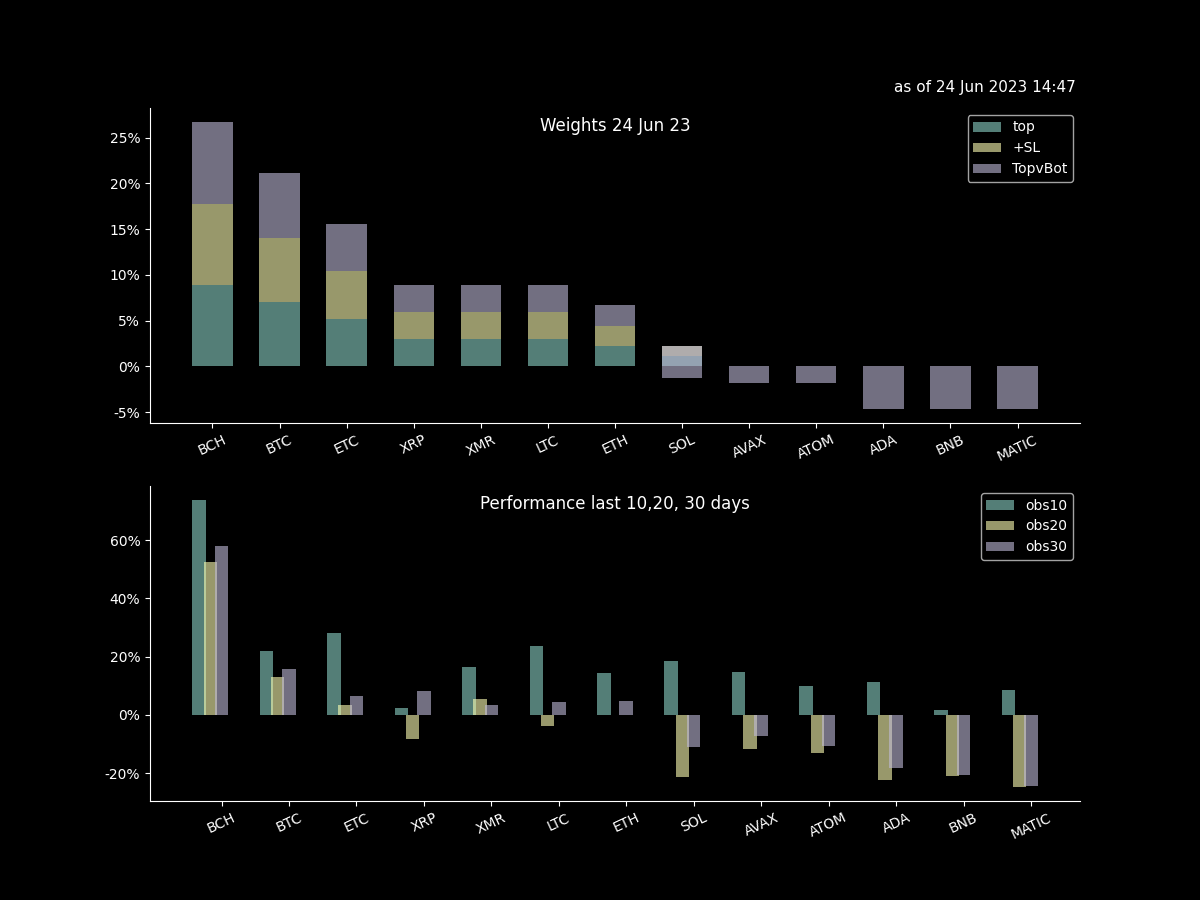 as of 24 Jun 2023 14:47
Weights 24 Jun 23
top
+SL
TopvBot
25%
20%
15%
10%
5%
0%
-5%
BCH BTC ETC XRP XMR LTC ETH SOL AVAX ATOM ADA BNB MATIC
Performance last 10,20, 30 days
obs10
obs20
obs30
60%
40%
20%
0%
-20%
BCH BTC ETC XRP XMR LTC ETH SOL AVAX ATOM ADA BNB MATIC